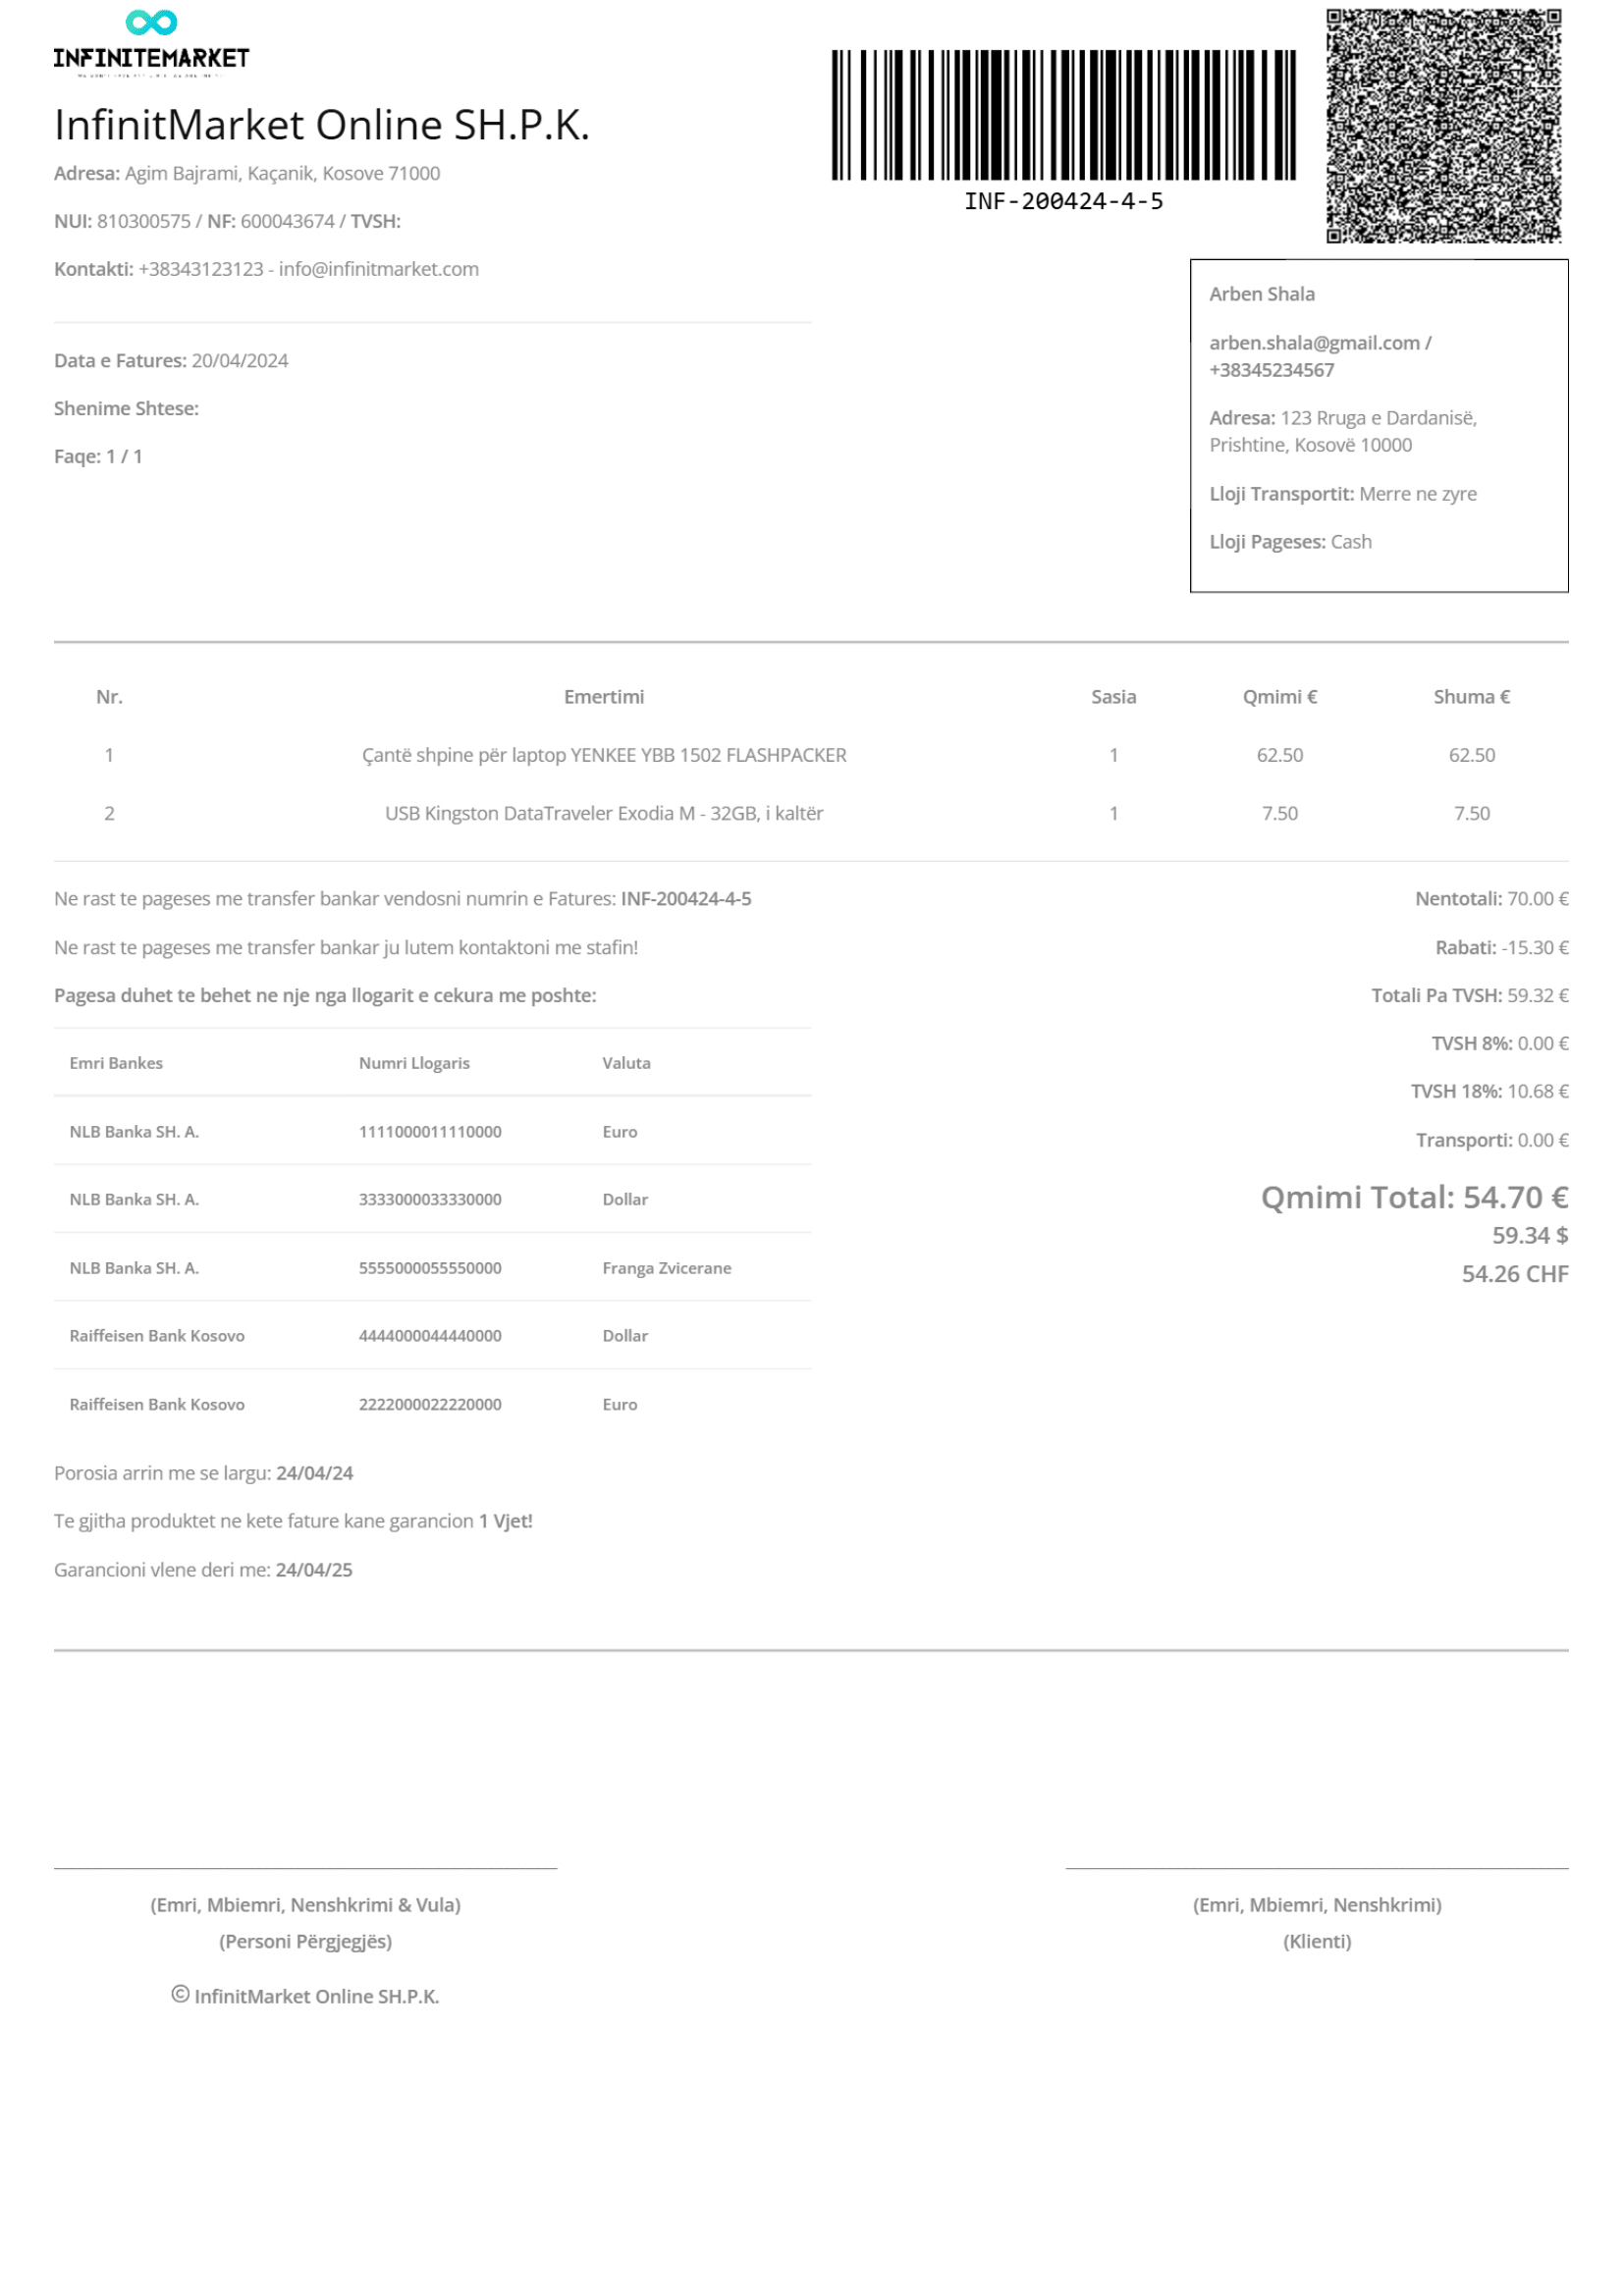 INFINITEMARKET
InfinitMarket Online SH.P.K.
Adresa: Agim Bajrami, Kaçanik, Kosove 71000
NUI: 810300575 / NF: 600043674 / TVSH:
Kontakti: +38343123123 - info@infinitmarket.com
INF-200424-4-5
Data e Fatures: 20/04/2024
Shenime Shtese:
Faqe: 1 / 1
Arben Shala
arben.shala@gmail.com /
+38345234567
Adresa: 123 Rruga e Dardanisë,
Prishtine, Kosovë 10000
Lloji Transportit: Merre ne zyre
Lloji Pageses: Cash
Nr. Emertimi Sasia Qmimi € Shuma €
1 Çantë shpine për laptop YENKEE YBB 1502 FLASHPACKER 1 62.50 62.50
2 USB Kingston DataTraveler Exodia M - 32GB, i kaltër 1 7.50 7.50
Ne rast te pageses me transfer bankar vendosni numrin e Fatures: INF-200424-4-5
Ne rast te pageses me transfer bankar ju lutem kontaktoni me stafin!
Pagesa duhet te behet ne nje nga llogarit e cekura me poshte:
Emri Bankes Numri Llogaris Valuta
NLB Banka SH. A. 1111000011110000 Euro
NLB Banka SH. A. 3333000033330000 Dollar
NLB Banka SH. A. 5555000055550000 Franga Zvicerane
Raiffeisen Bank Kosovo 4444000044440000 Dollar
Raiffeisen Bank Kosovo 2222000022220000 Euro
Nentotali: 70.00 €
Rabati: -15.30 €
Totali Pa TVSH: 59.32 €
TVSH 8%: 0.00 €
TVSH 18%: 10.68 €
Transporti: 0.00 €
Qmimi Total: 54.70 €
59.34 $
54.26 CHF
Porosia arrin me se largu: 24/04/24
Te gjitha produktet ne kete fature kane garancion 1 Vjet!
Garancioni vlene deri me: 24/04/25
(Emri, Mbiemri, Nenshkrimi & Vula)
(Personi Përgjegjës)
© InfinitMarket Online SH.P.K.
(Emri, Mbiemri, Nenshkrimi)
(Klienti)